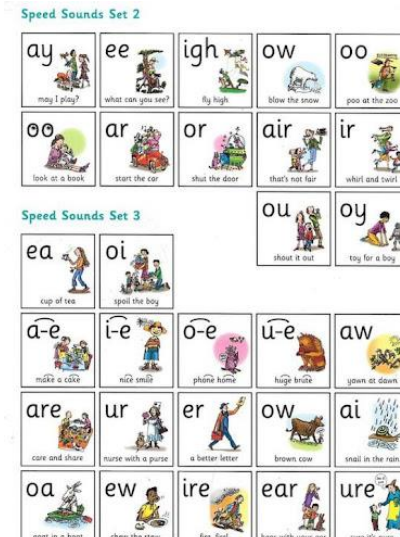 Speed Sounds Set 2
ay ee igh ow oo
may I play? what can you see? fly high blow the snow poo at the zoo
oo ar or air ir
look at a book start the car shut the door that's not fair whirl and twirl
ou oy
shout it out toy for a boy
Speed Sounds Set 3
ea oi
cup of tea spoil the boy
a-e i-e o-e u-e aw
make a cake nice smile phone home huge brute yawn at dawn
are ur er ow ai
care and share nurse with a purse a better letter brown cow snail in the rain
oa ew ire ear ure